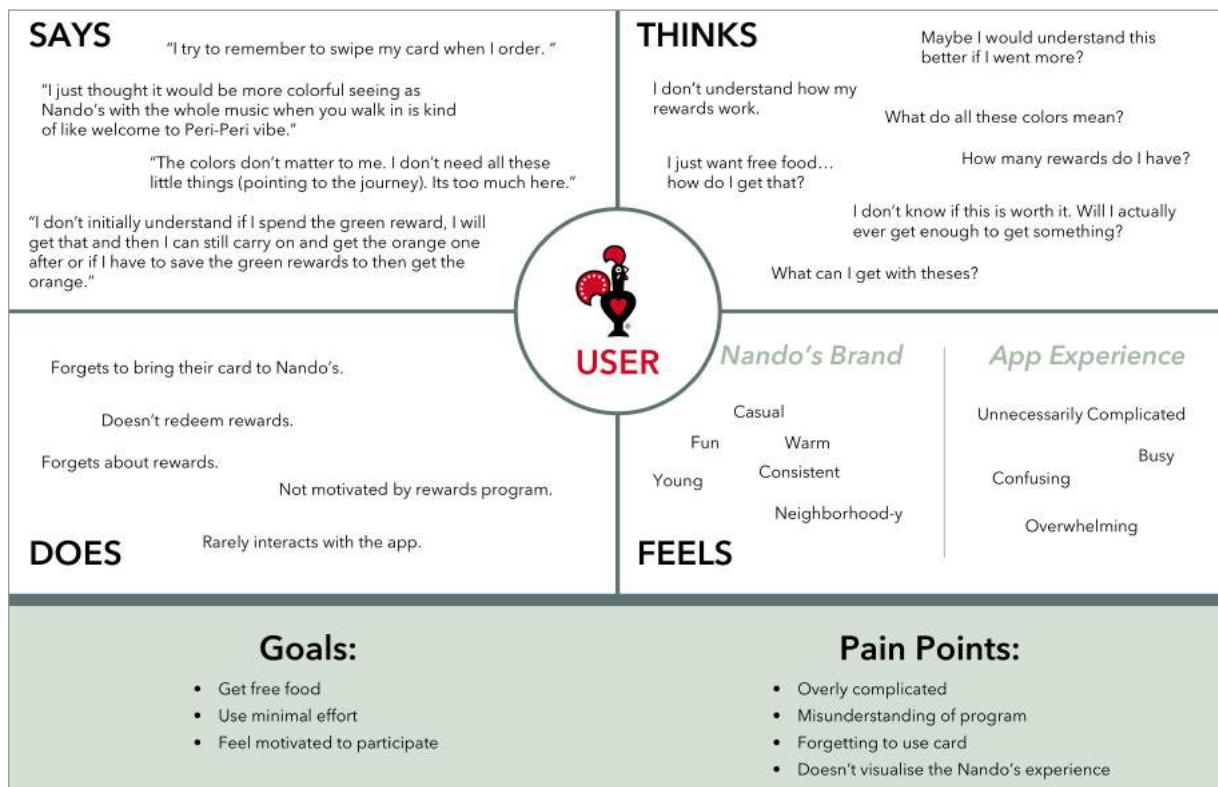 SAYS
"I try to remember to swipe my card when I order. "
"I just thought it would be more colorful seeing as
Nando's with the whole music when you walk in is kind
of like welcome to Peri-Peri vibe."
"The colors don't matter to me. I don't need all these
little things (pointing to the journey). Its too much here."
"I don't initially understand if I spend the green reward, I will
get that and then I can still carry on and get the orange one
after or if I have to save the green rewards to then get the
orange."
THINKS
Maybe I would understand this
better if I went more?
I don't understand how my
rewards work.
What do all these colors mean?
I just want free food…
how do I get that?
How many rewards do I have?
I don't know if this is worth it. Will I actually
ever get enough to get something?
What can I get with theses?
USER
Forgets to bring their card to Nando's.
Doesn't redeem rewards.
Forgets about rewards.
Not motivated by rewards program.
Rarely interacts with the app.
DOES
Nando's Brand
Casual
Fun
Warm
Young
Consistent
Neighborhood-y
App Experience
Unnecessarily Complicated
Busy
Confusing
Overwhelming
FEELS
Goals:
• Get free food
• Use minimal effort
• Feel motivated to participate
Pain Points:
• Overly complicated
• Misunderstanding of program
• Forgetting to use card
• Doesn't visualise the Nando's experience